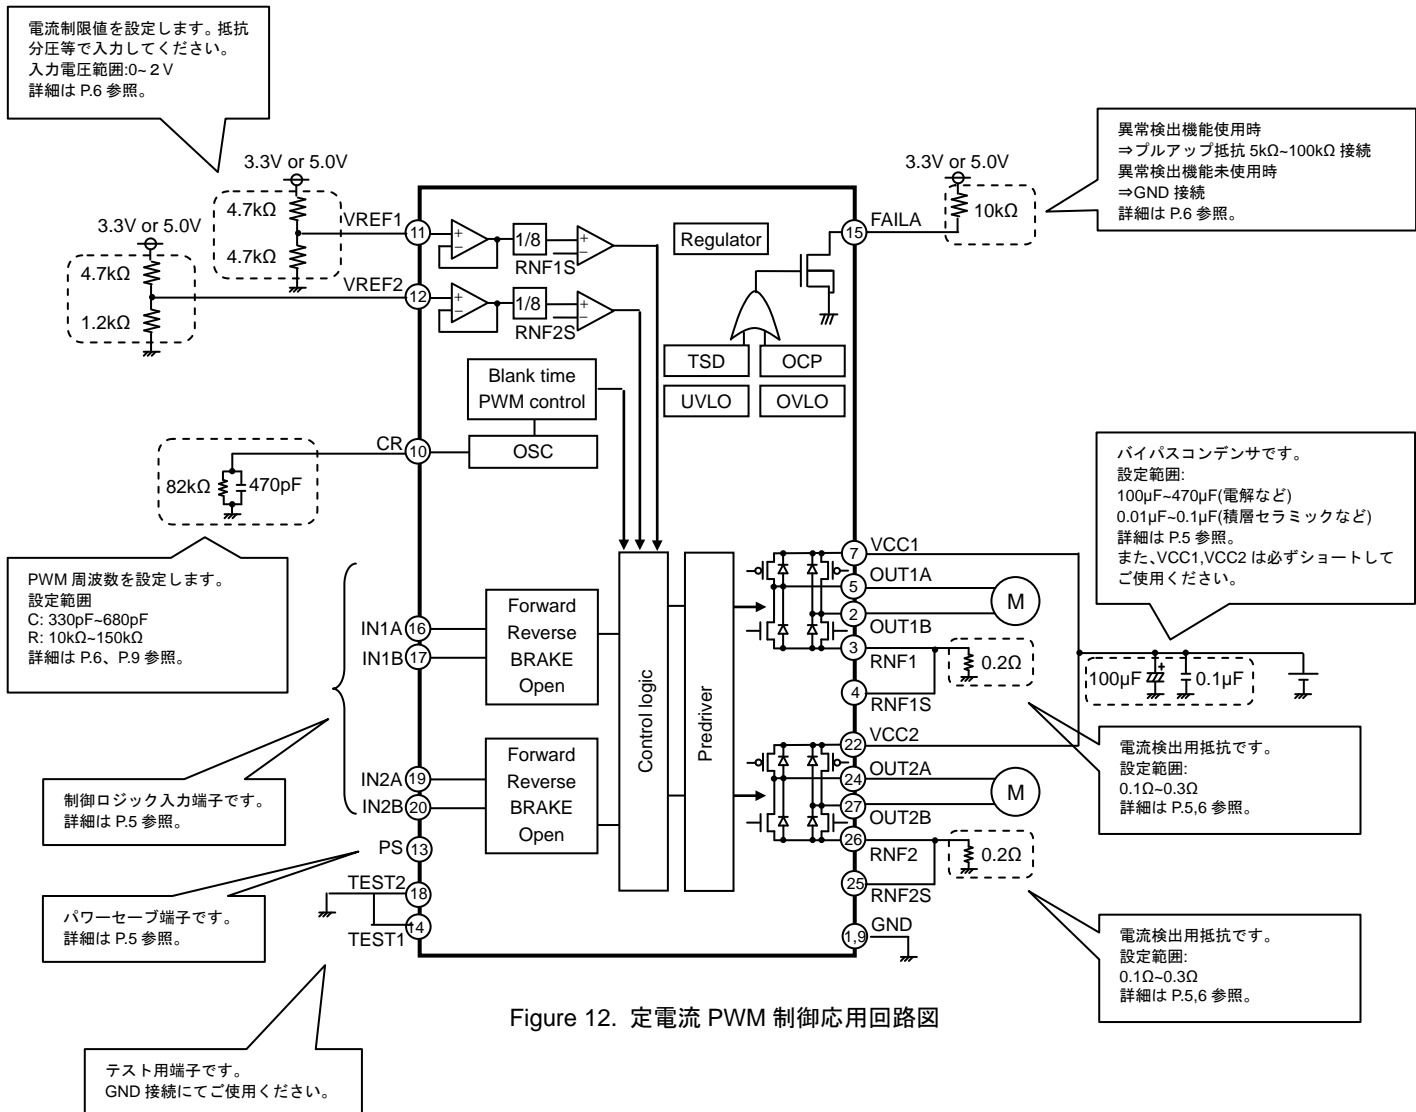 電流制限値を設定します。抵抗
分圧等で入力してください。
入力電圧範囲:0~２V
詳細は P.6 参照。
異常検出機能使用時
⇒プルアップ抵抗 5kΩ~100kΩ 接続
異常検出機能未使用時
⇒GND 接続
詳細は P.6 参照。
3.3V or 5.0V
4.7kΩ
4.7kΩ
3.3V or 5.0V
4.7kΩ
1.2kΩ
VREF1
11
VREF2
12
+
−
1/8
+
−
RNF1S
+
−
1/8
+
−
RNF2S
Regulator
15
FAILA
3.3V or 5.0V
10kΩ
TSD
OCP
UVLO
OVLO
Blank time
PWM control
OSC
CR
10
82kΩ
470pF
PWM 周波数を設定します。
設定範囲
C: 330pF~680pF
R: 10kΩ~150kΩ
詳細は P.6、P.9 参照。
バイパスコンデンサです。
設定範囲:
100µF~470µF(電解など)
0.01µF~0.1µF(積層セラミックなど)
詳細は P.5 参照。
また、VCC1,VCC2 は必ずショートして
ご使用ください。
IN1A
16
IN1B
17
Forward
Reverse
BRAKE
Open
IN2A
19
IN2B
20
Forward
Reverse
BRAKE
Open
Control logic
Predriver
7
VCC1
5
OUT1A
2
OUT1B
M
3
RNF1
0.2Ω
4
RNF1S
100µF
+
0.1µF
22
VCC2
24
OUT2A
27
OUT2B
M
26
RNF2
0.2Ω
25
RNF2S
1,9
GND
PS
13
TEST2
18
14
TEST1
制御ロジック入力端子です。
詳細は P.5 参照。
パワーセーブ端子です。
詳細は P.5 参照。
テスト用端子です。
GND 接続にてご使用ください。
電流検出用抵抗です。
設定範囲:
0.1Ω~0.3Ω
詳細は P.5,6 参照。
電流検出用抵抗です。
設定範囲:
0.1Ω~0.3Ω
詳細は P.5,6 参照。
Figure 12. 定電流 PWM 制御応用回路図